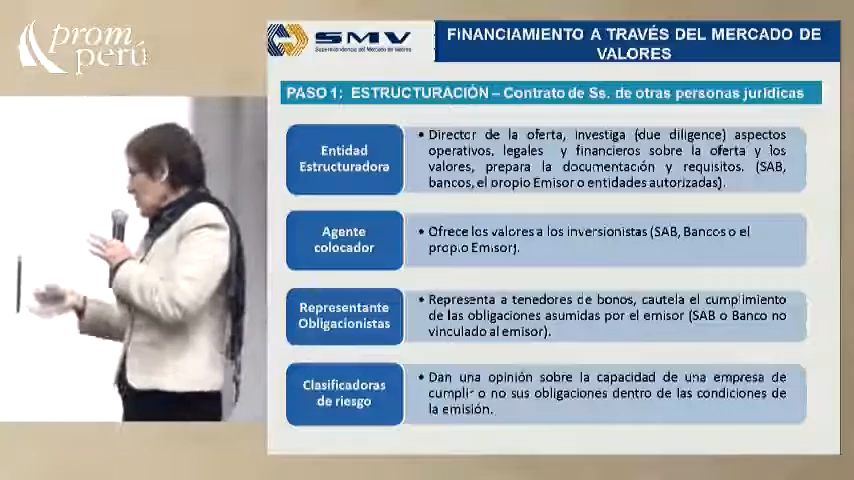 prom
perú
SMV
Superintendencia del Mercado de Valores
FINANCIAMIENTO A TRAVÉS DEL MERCADO DE
VALORES
PASO 1: ESTRUCTURACIÓN – Contrato de Ss. de otras personas jurídicas
Entidad
Estructuradora
• Director de la oferta, investiga (due diligence) aspectos
operativos, legales y financieros sobre la oferta y los
valores, prepara la documentación y requisitos. (SAB,
bancos, el propio Emisor o entidades autorizadas).
Agente
colocador
• Ofrece los valores a los inversionistas (SAB, Bancos o el
propio Emisor).
Representante
Obligacionistas
• Representa a tenedores de bonos, cautela el cumplimiento
de las obligaciones asumidas por el emisor (SAB o Banco no
vinculado al emisor).
Clasificadoras
de riesgo
• Dan una opinión sobre la capacidad de una empresa de
cumplir o no sus obligaciones dentro de las condiciones de
la emisión.